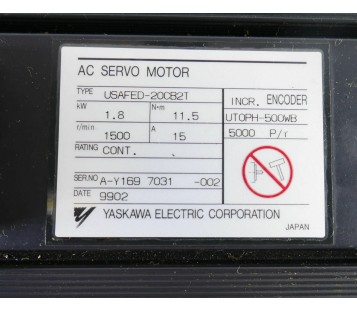 AC SERVO MOTOR
TYPE USAFED-20CB2T
kW 1.8 N•m 11.5
r/min 1500 A 15
RATING CONT.
INCR. ENCODER
UTOPH-500WB
5000 P/r
SER.NO A-Y169 7031 -002
DATE 9902
YASKAWA ELECTRIC CORPORATION
JAPAN